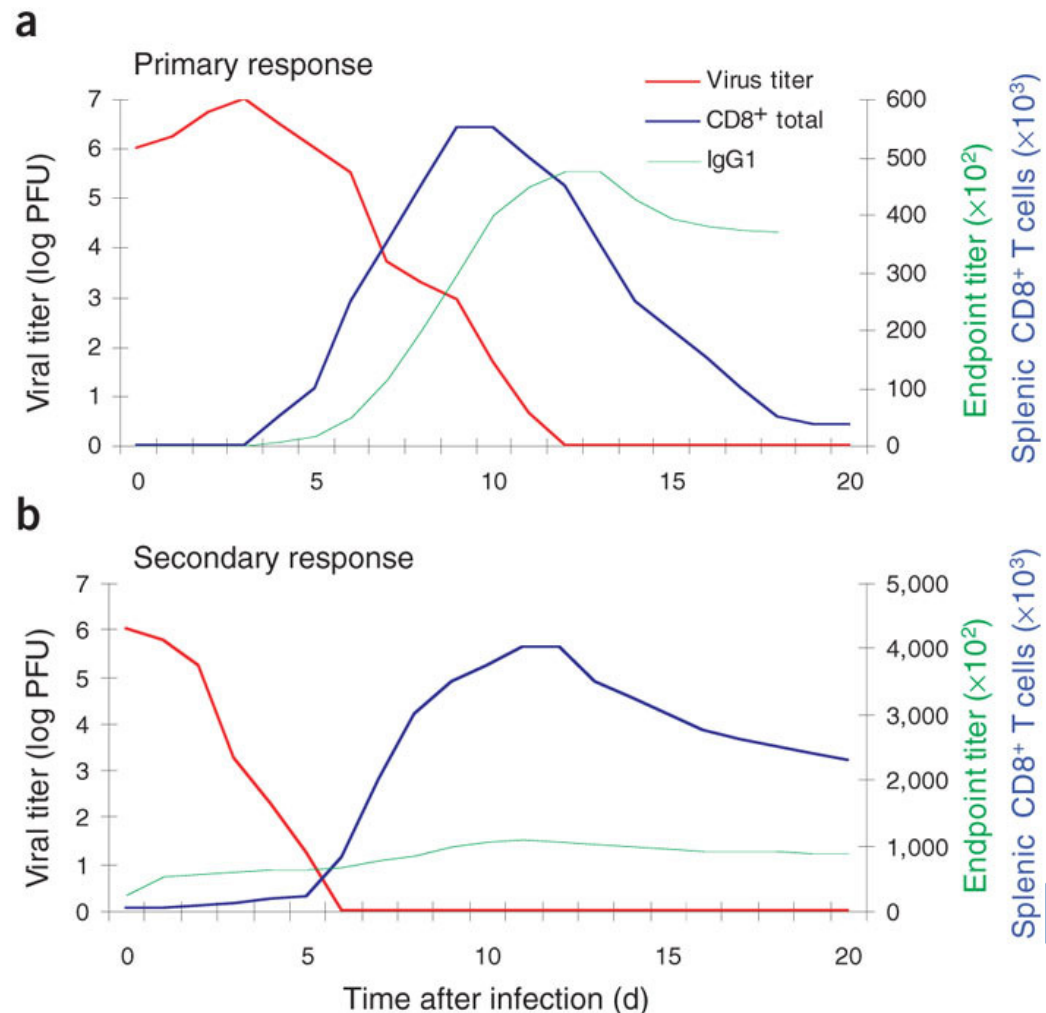 a
Primary response
Virus titer
CD8+ total
IgG1
7
6
5
4
3
2
1
0
600
500
400
300
200
100
0
0 5 10 15 20
Viral titer (log PFU)
Endpoint titer (×10²)
Splenic CD8+ T cells (×10³)
b
Secondary response
7
6
5
4
3
2
1
0
5,000
4,000
3,000
2,000
1,000
0
0 5 10 15 20
Viral titer (log PFU)
Endpoint titer (×10²)
Splenic CD8+ T cells (×10³)
Time after infection (d)